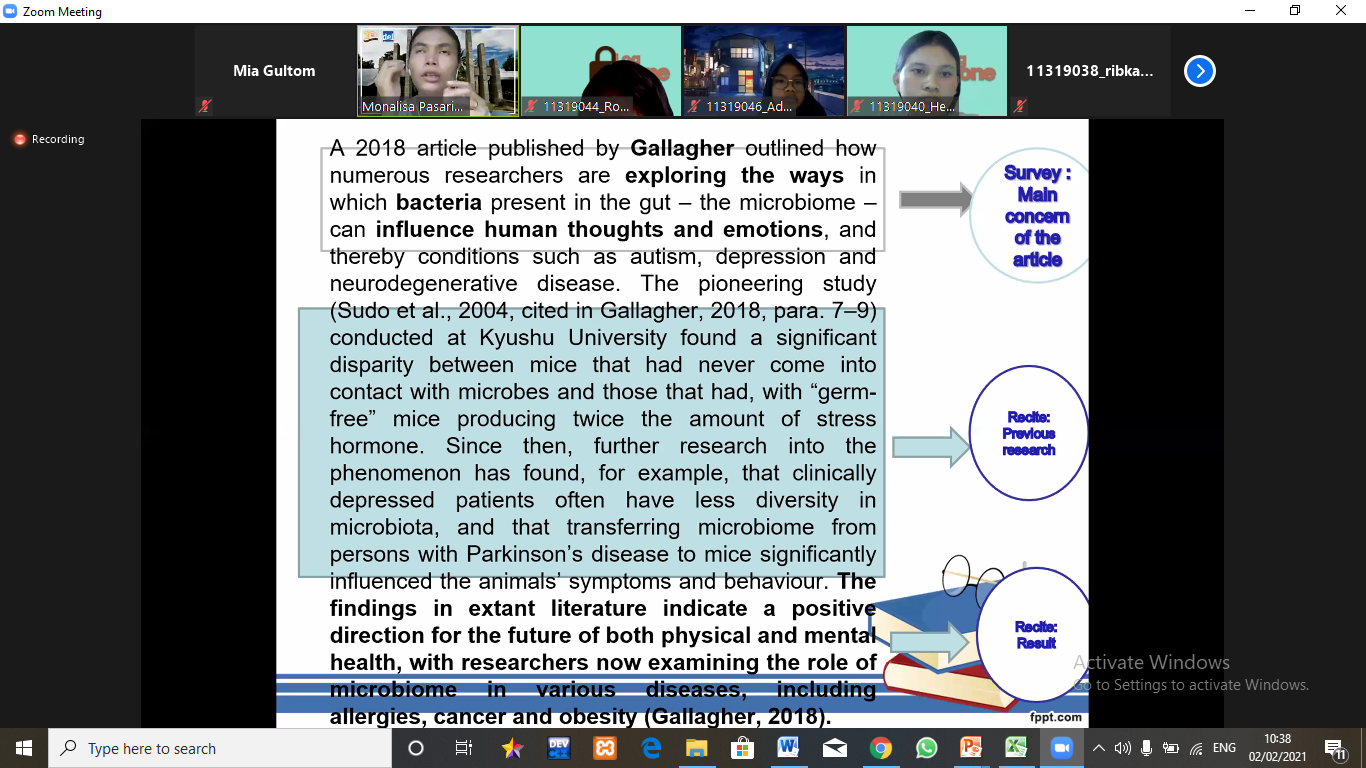 Zoom Meeting
Mia Gultom
Monalisa Pasari...
11319044_Ro...
11319046_Ad...
11319040_He...
11319038_ribka...
Recording
A 2018 article published by Gallagher outlined how
numerous researchers are exploring the ways in
which bacteria present in the gut – the microbiome –
can influence human thoughts and emotions, and
thereby conditions such as autism, depression and
neurodegenerative disease. The pioneering study
(Sudo et al., 2004, cited in Gallagher, 2018, para. 7–9)
conducted at Kyushu University found a significant
disparity between mice that had never come into
contact with microbes and those that had, with “germ-
free” mice producing twice the amount of stress
hormone. Since then, further research into the
phenomenon has found, for example, that clinically
depressed patients often have less diversity in
microbiota, and that transferring microbiome from
persons with Parkinson’s disease to mice significantly
influenced the animals’ symptoms and behaviour. The
findings in extant literature indicate a positive
direction for the future of both physical and mental
health, with researchers now examining the role of
microbiome in various diseases, including
allergies, cancer and obesity (Gallagher, 2018).
Survey :
Main
concern
of the
article
Recite:
Previous
research
Recite:
Result
Activate Windows
Go to Settings to activate Windows.
fppt.com
Type here to search
DEV
ENG
10:38
02/02/2021
11